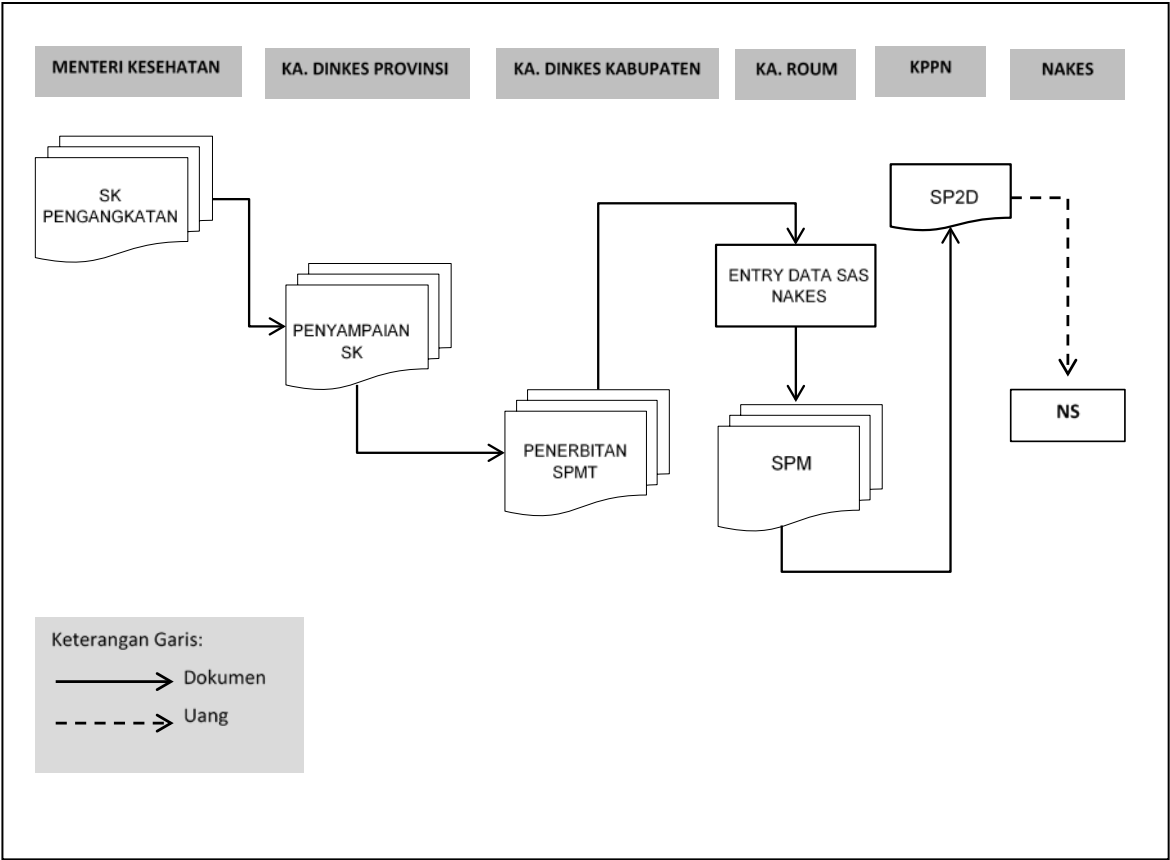 MENTERI KESEHATAN
KA. DINKES PROVINSI
KA. DINKES KABUPATEN
KA. ROUM
KPPN
NAKES
SK
PENGANGKATAN
PENYAMPAIAN
SK
PENERBITAN
SPMT
ENTRY DATA SAS
NAKES
SPM
SP2D
NS
Keterangan Garis:
Dokumen
Uang